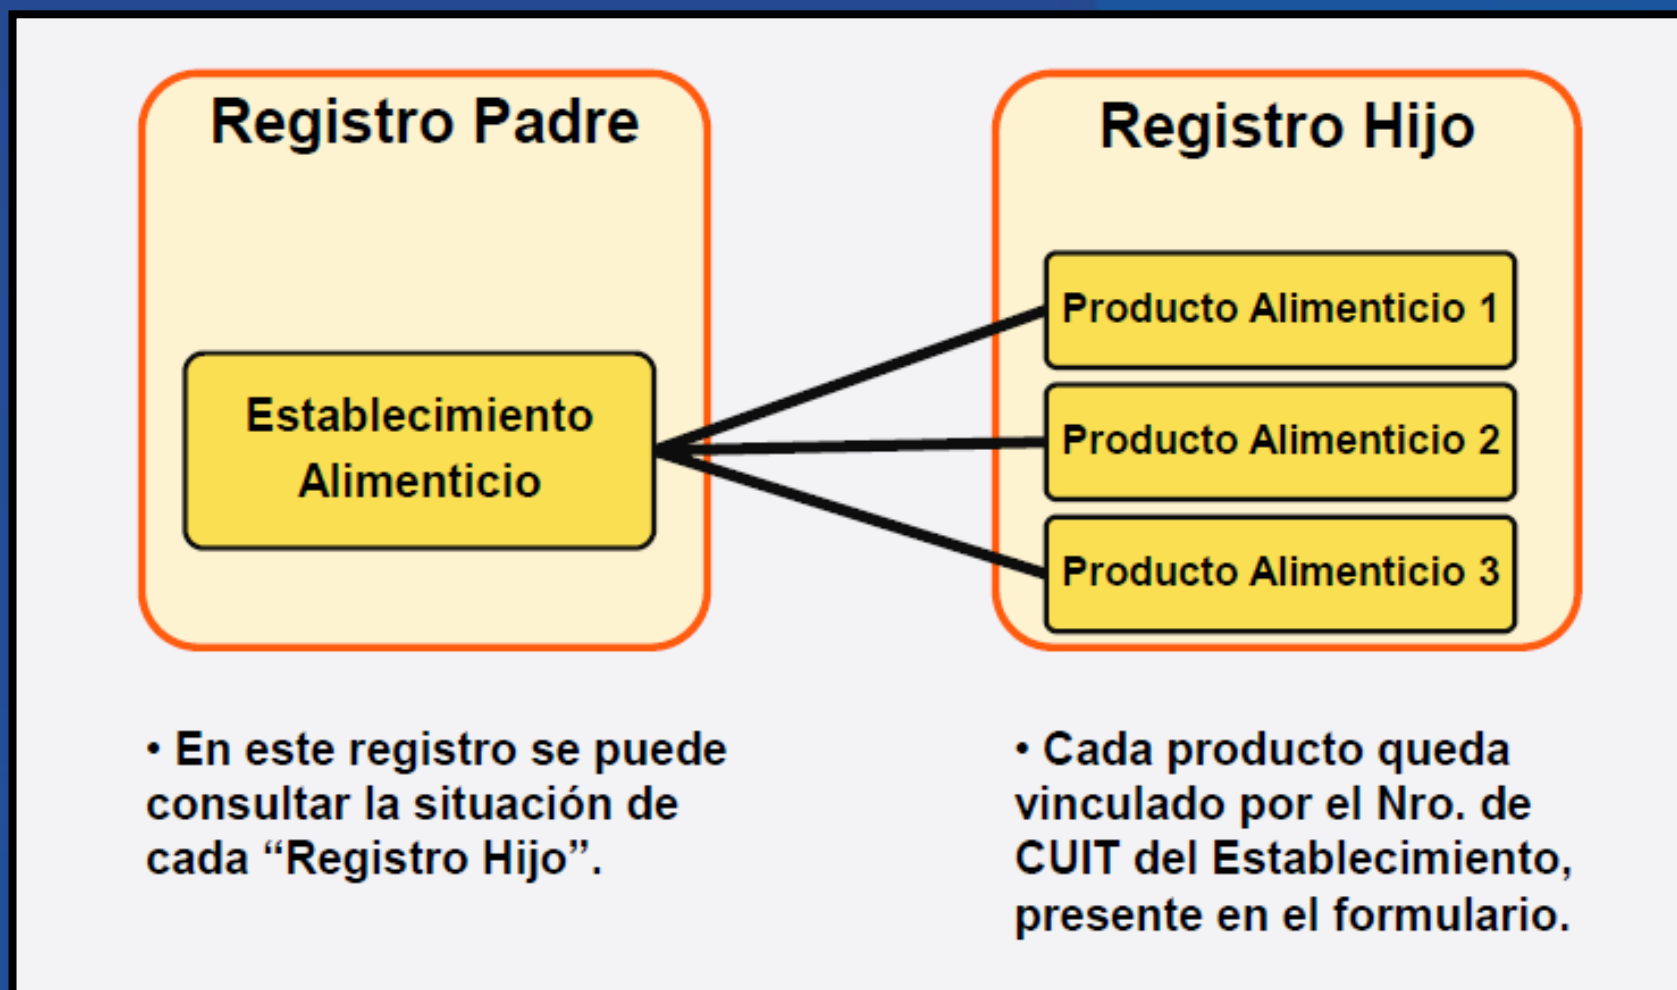 Registro Padre
Establecimiento
Alimenticio
• En este registro se puede
consultar la situación de
cada “Registro Hijo”.
Registro Hijo
Producto Alimenticio 1
Producto Alimenticio 2
Producto Alimenticio 3
• Cada producto queda
vinculado por el Nro. de
CUIT del Establecimiento,
presente en el formulario.